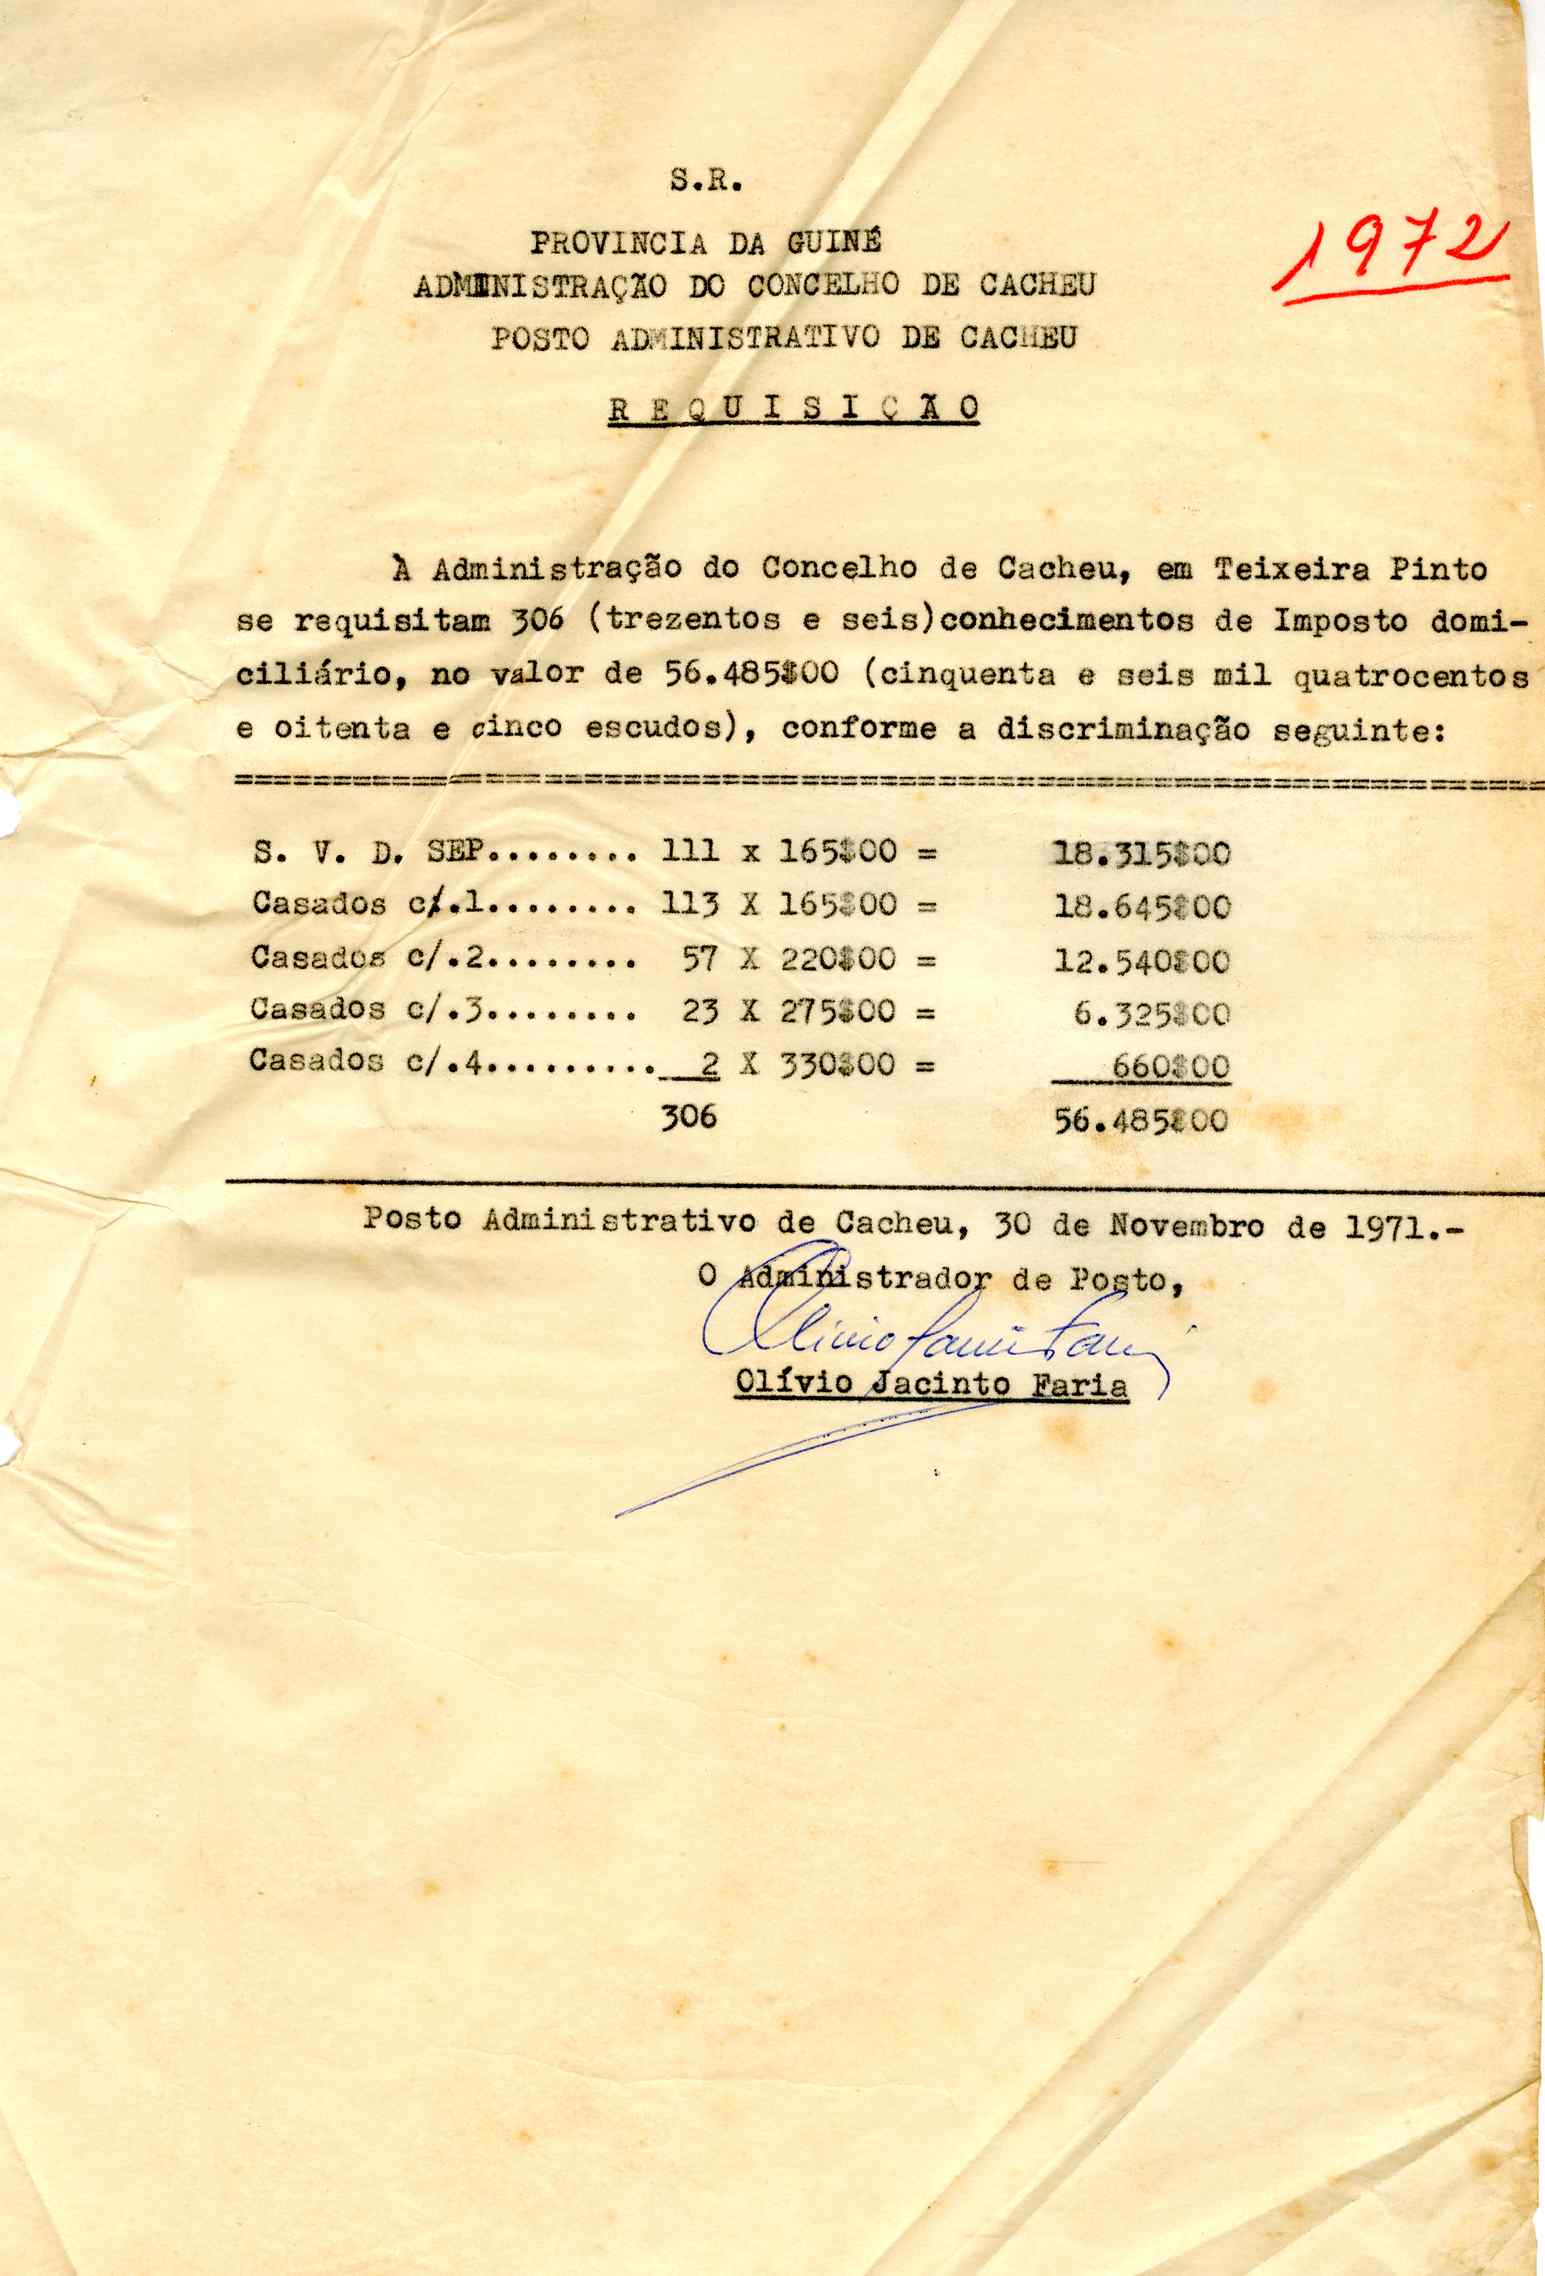 S.R.
1972
PROVINCIA DA GUINÉ
ADMINISTRAÇÃO DO CONCELHO DE CACHEU
POSTO ADMINISTRATIVO DE CACHEU
R E Q U I S I Ç Ã O
À Administração do Concelho de Cacheu, em Teixeira Pinto
se requisitam 306 (trezentos e seis)conhecimentos de Imposto domi-
ciliário, no valor de 56.485$00 (cinquenta e seis mil quatrocentos
e oitenta e cinco escudos), conforme a discriminação seguinte:
S. V. D. SEP........ 111 x 165$00 = 18.315$00
Casados c/.1........ 113 X 165$00 = 18.645$00
Casados c/.2........ 57 X 220$00 = 12.540$00
Casados c/.3........ 23 X 275$00 = 6.325$00
Casados c/.4......... 2 X 330$00 = 660$00
306 56.485$00
Posto Administrativo de Cacheu, 30 de Novembro de 1971.-
O Administrador de Posto,
Olívio Jacinto Faria
Olívio Jacinto Faria